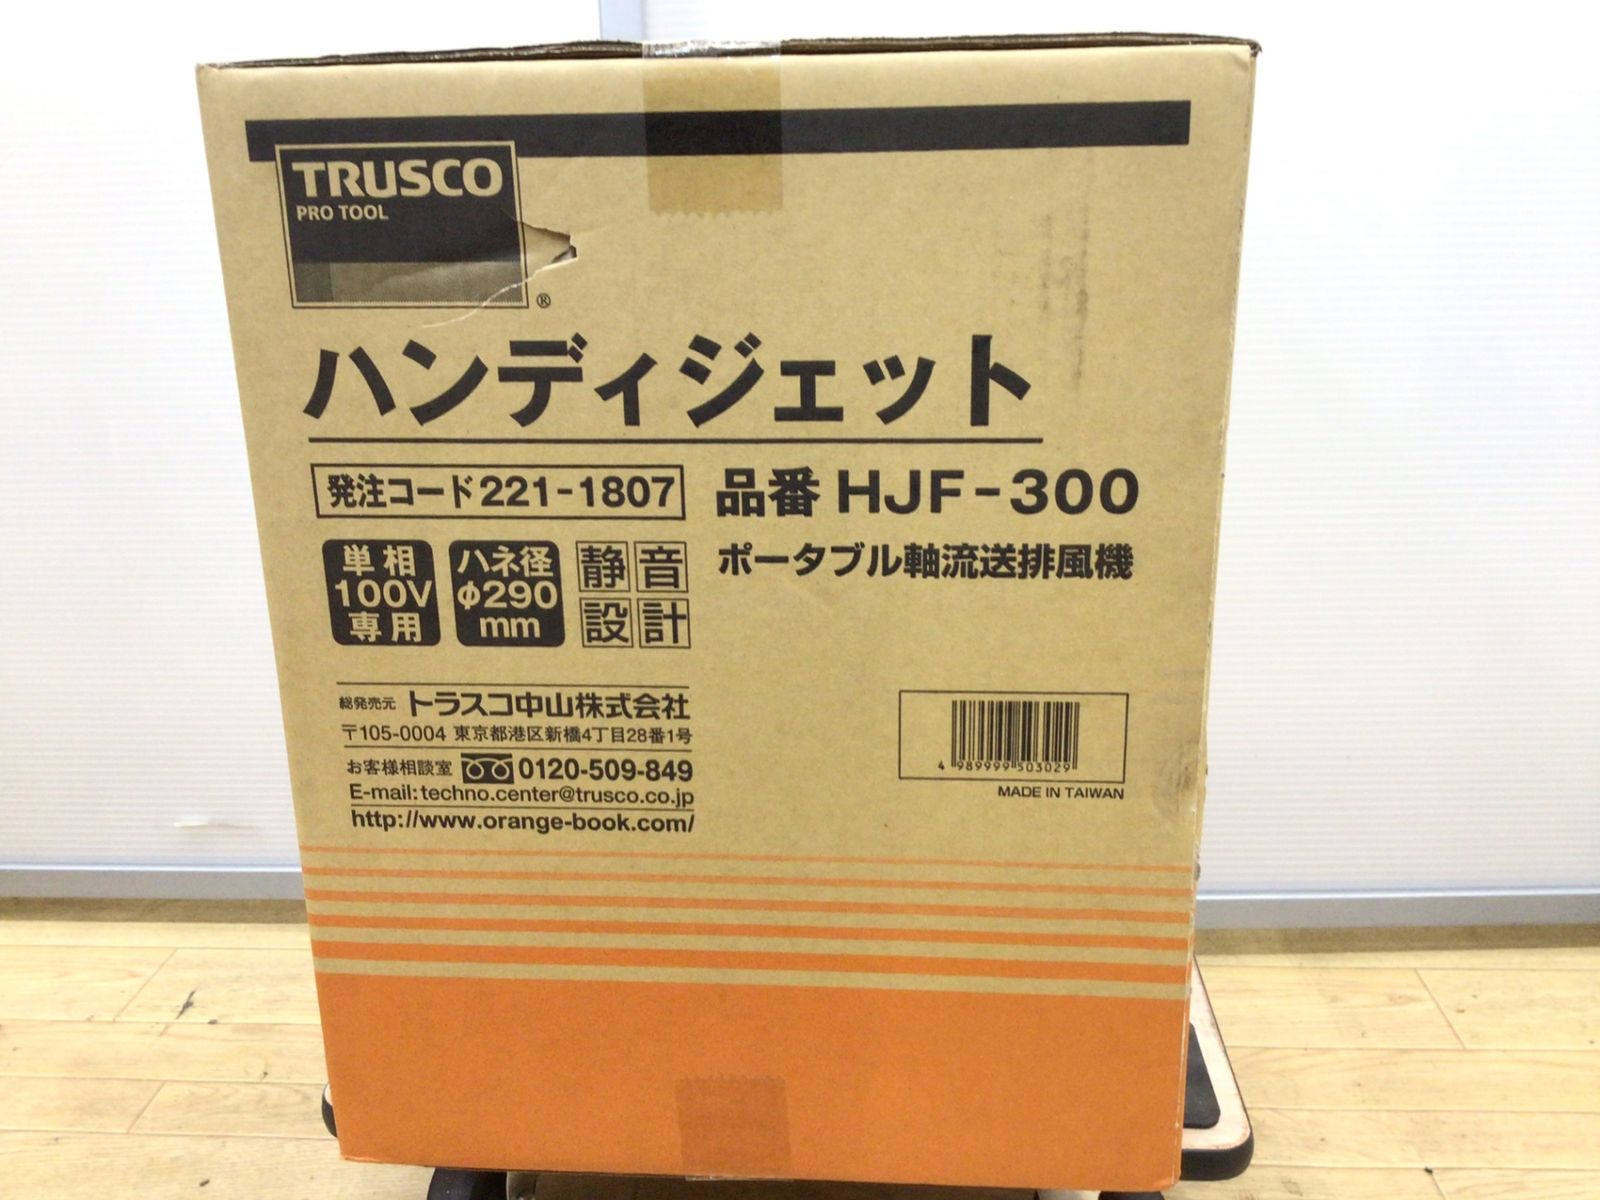 TRUSCO
PRO TOOL
®
ハンディジェット
発注コード221-1807
品番 HJF-300
単相
100V
専用
ハネ径
φ290
mm
静音
設計
ポータブル軸流送排風機
総発売元 トラスコ中山株式会社
〒105-0004 東京都港区新橋4丁目28番1号
お客様相談室 0120-509-849
E-mail:techno.center@trusco.co.jp
http://www.orange-book.com/
4 989999 503029
MADE IN TAIWAN